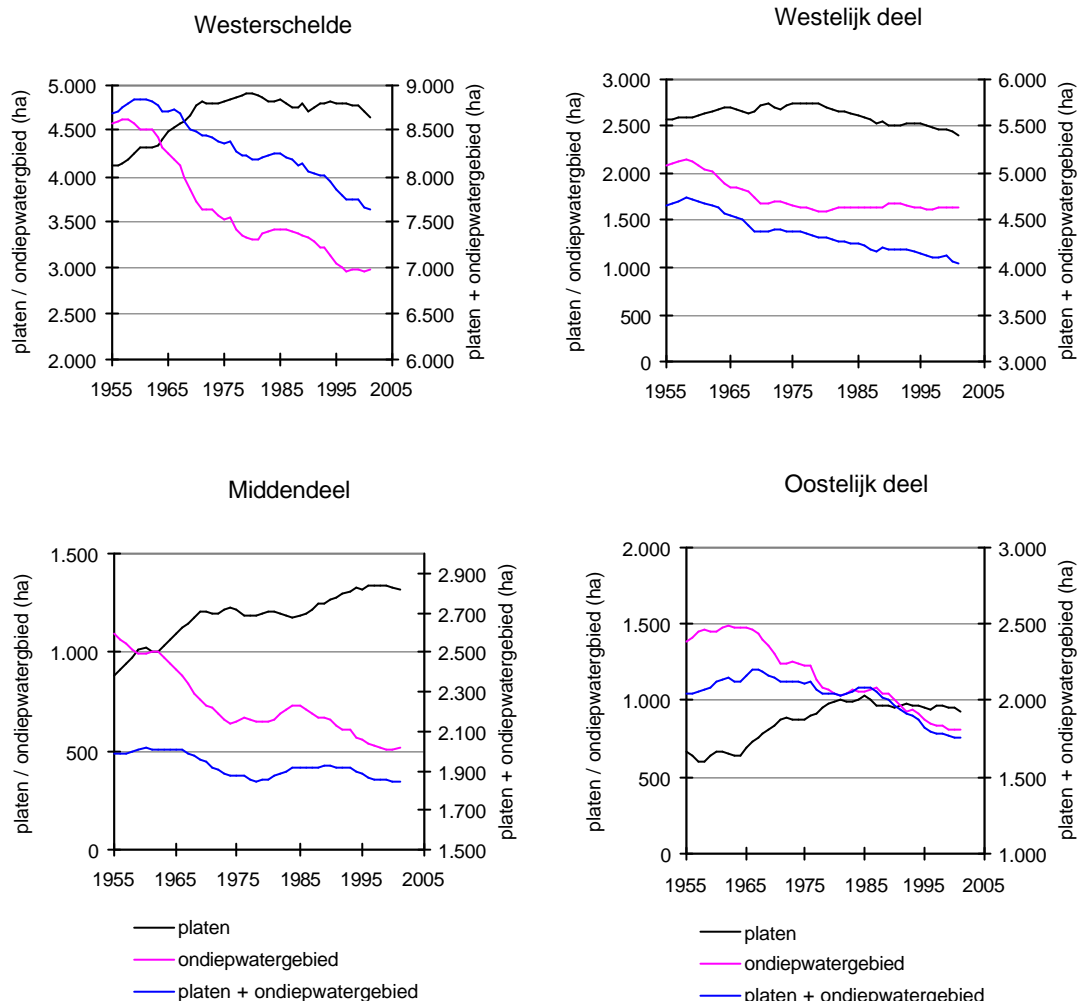 Westerschelde
platen / ondiepwatergebied (ha)
5.000
4.500
4.000
3.500
3.000
2.500
2.000
9.000
8.500
8.000
7.500
7.000
6.500
6.000
platen + ondiepwatergebied (ha)
1955 1965 1975 1985 1995 2005
Westelijk deel
platen / ondiepwatergebied (ha)
3.000
2.500
2.000
1.500
1.000
500
0
6.000
5.500
5.000
4.500
4.000
3.500
3.000
platen + ondiepwatergebied (ha)
1955 1965 1975 1985 1995 2005
Middendeel
platen / ondiepwatergbied (ha)
1.500
1.000
500
0
2.900
2.700
2.500
2.300
2.100
1.900
1.700
1.500
platen + ondiepwatergebied (ha)
1955 1965 1975 1985 1995 2005
platen
ondiepwatergebied
platen + ondiepwatergebied
Oostelijk deel
platen / ondiepwatergebied (ha)
2.000
1.500
1.000
500
0
3.000
2.500
2.000
1.500
1.000
platen + ondiepwatergebied (ha)
1955 1965 1975 1985 1995 2005
platen
ondiepwatergebied
platen + ondiepwatergebied